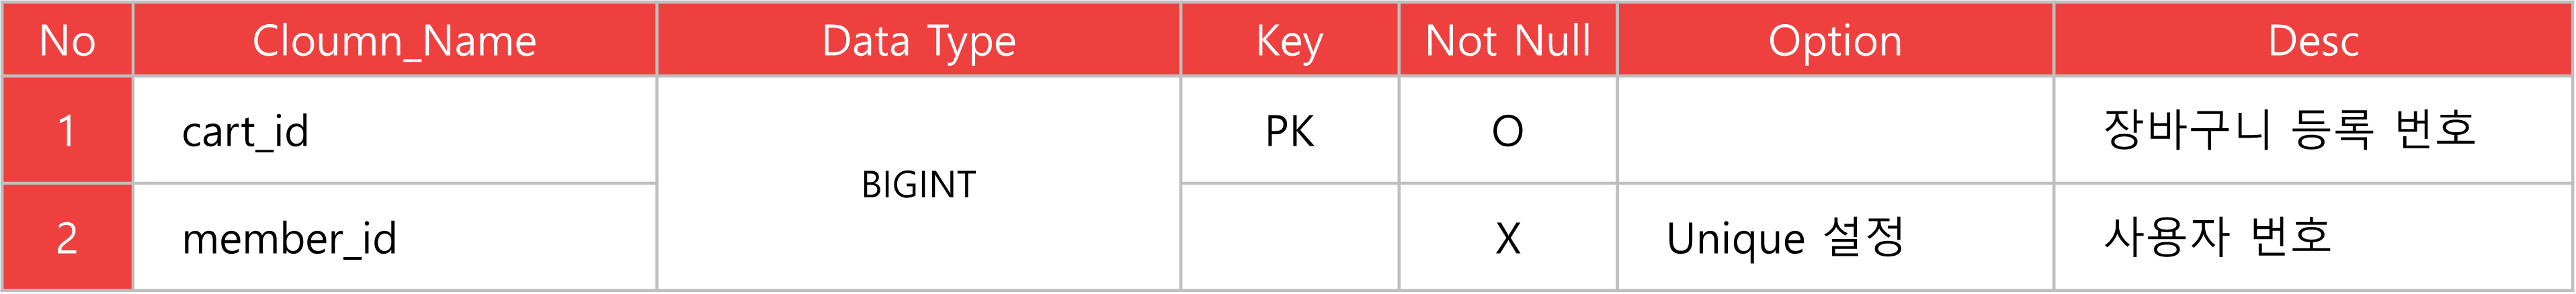 No Cloumn_Name Data Type Key Not Null Option Desc
1 cart_id BIGINT PK O 장바구니 등록 번호
2 member_id X Unique 설정 사용자 번호